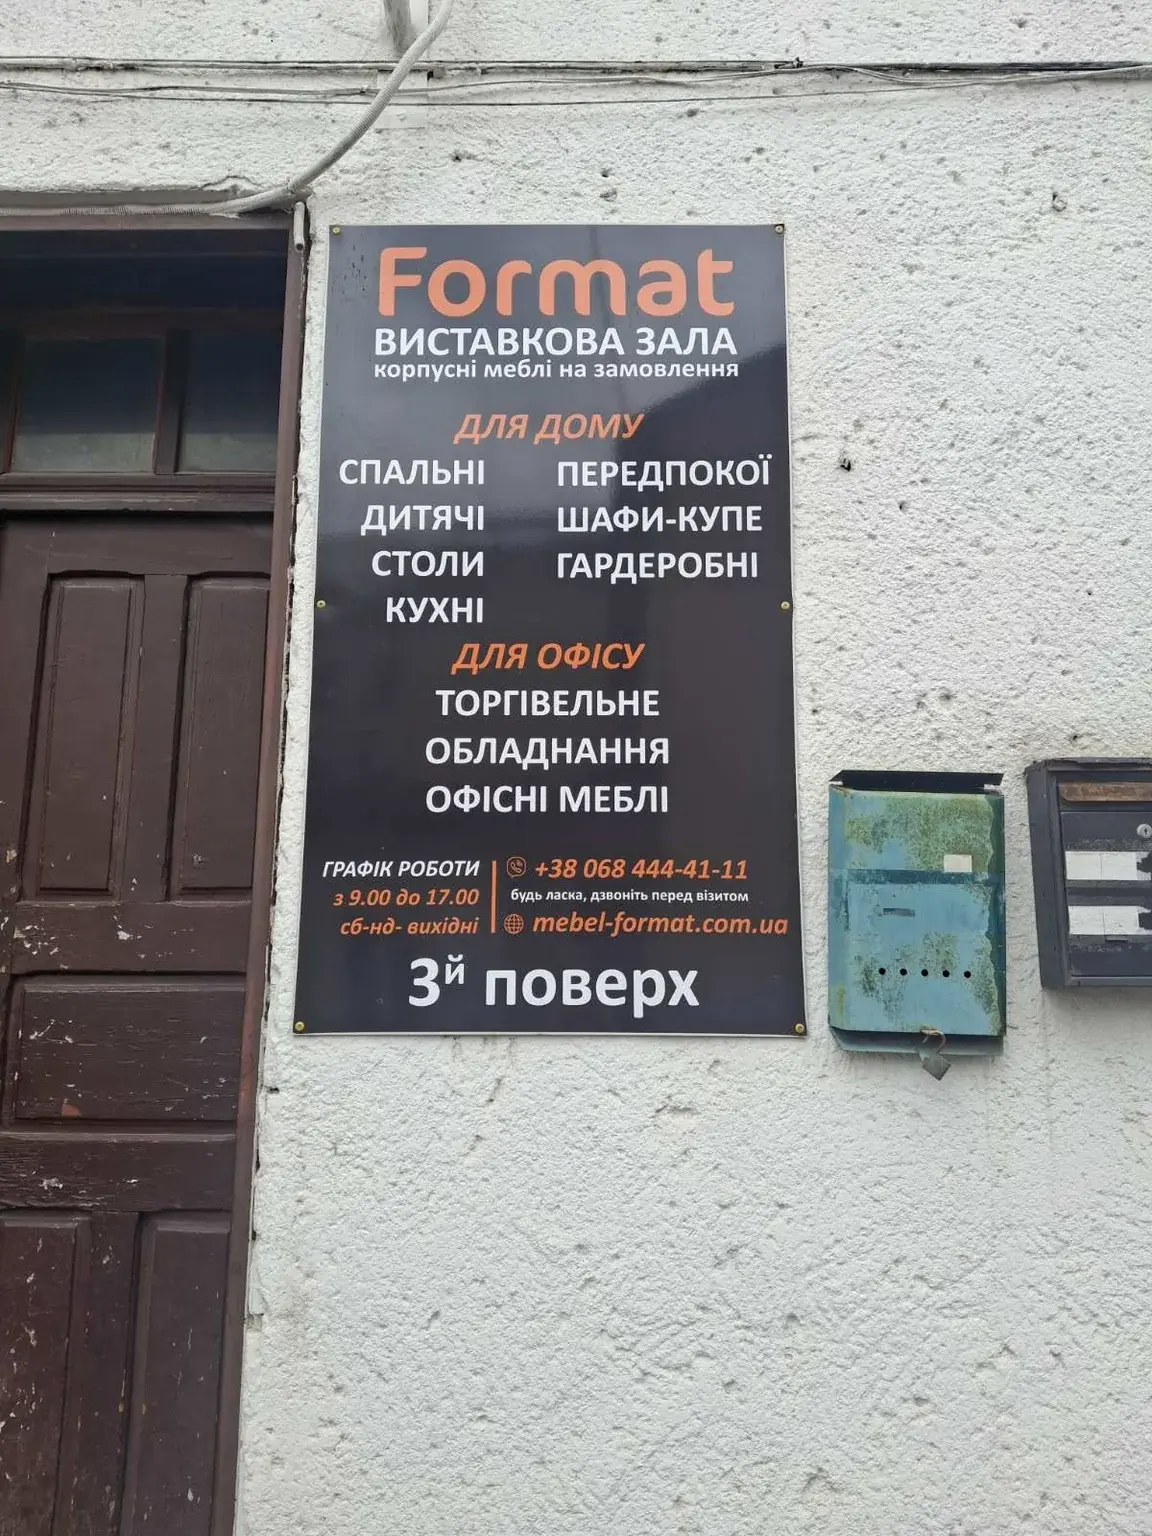 Format
ВИСТАВКОВА ЗАЛА
корпусні меблі на замовлення
ДЛЯ ДОМУ
СПАЛЬНІ ПЕРЕДПОКОЇ
ДИТЯЧІ ШАФИ-КУПЕ
СТОЛИ ГАРДЕРОБНІ
КУХНІ
ДЛЯ ОФІСУ
ТОРГІВЕЛЬНЕ
ОБЛАДНАННЯ
ОФІСНІ МЕБЛІ
ГРАФІК РОБОТИ
з 9.00 до 17.00
сб-нд- вихідні
+38 068 444-41-11
будь ласка, дзвоніть перед візитом
mebel-format.com.ua
3й поверх